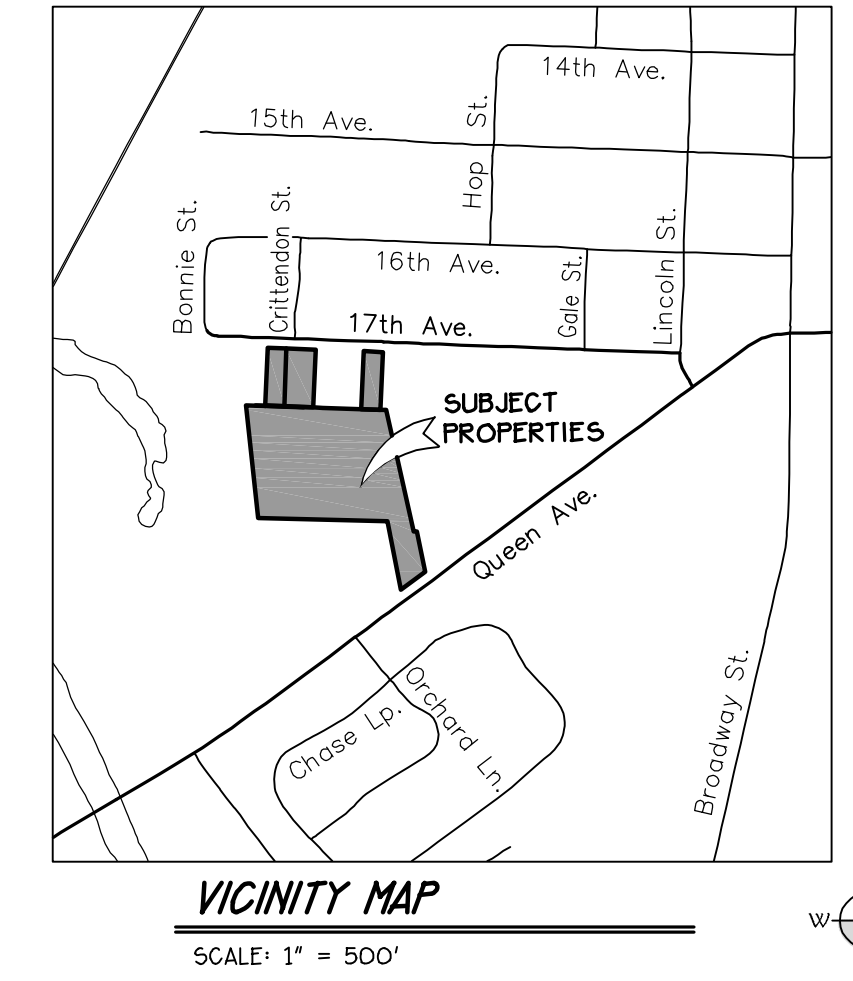 14th Ave.
15th Ave.
Hop St.
Bonnie St.
Crittendon St.
16th Ave.
Gale St.
Lincoln St.
17th Ave.
SUBJECT
PROPERTIES
Queen Ave.
Orchard Ln.
Chase Lp.
Broadway St.
VICINITY MAP
SCALE: 1" = 500'
W